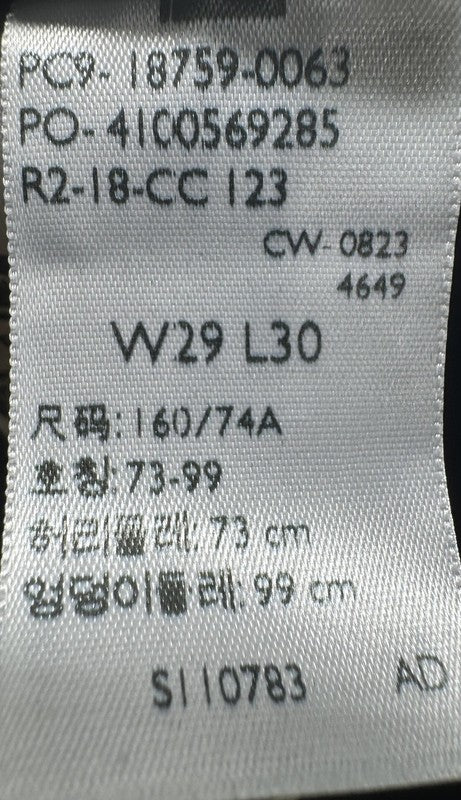 PC9-18759-0063
PO-41C0569285
R2-18-CC 123
CW-0823
4649
W29 L30
尺码:160/74A
호칭:73-99
허리둘레:73 cm
엉덩이둘레:99 cm
S110783 AD